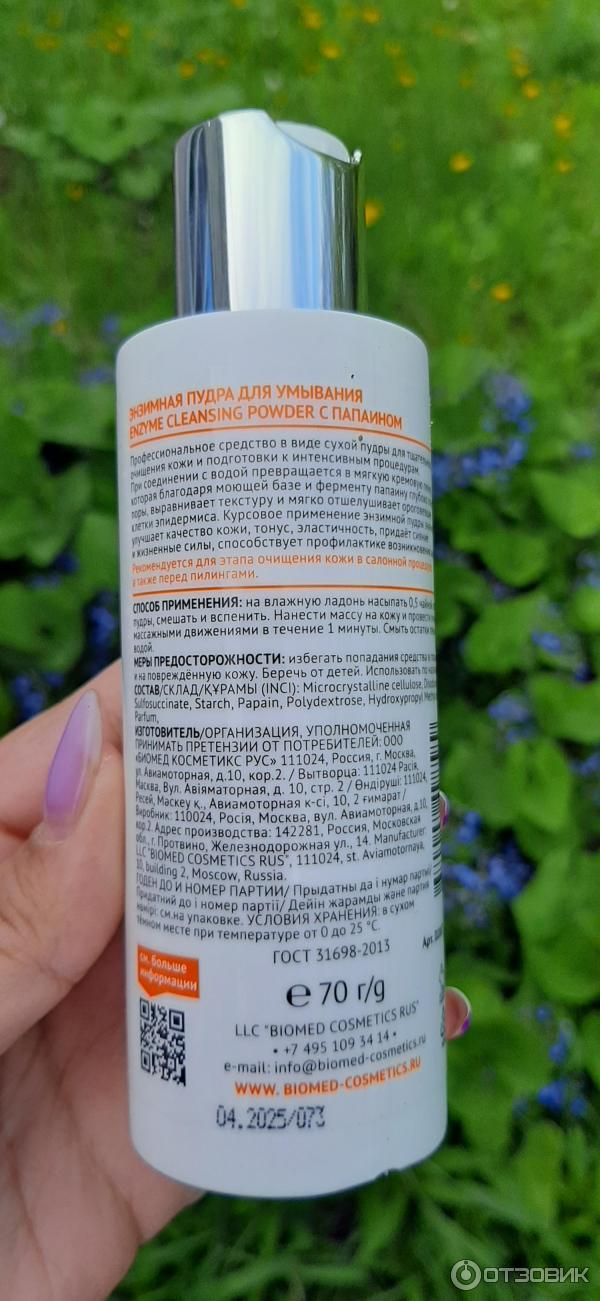 ЭНЗИМНАЯ ПУДРА ДЛЯ УМЫВАНИЯ
ENZYME CLEANSING POWDER С ПАПАИНОМ
Профессиональное средство в виде сухой пудры для
очищения кожи и подготовки к интенсивным процедурам
При соединении с водой превращается в мягкую кремовую
которая благодаря моющей базе и ферменту папаину
поры, выравнивает текстуру и мягко отшелушивает
клетки эпидермиса. Курсовое применение энзимной пудры
улучшает качество кожи, тонус, эластичность, придаёт сияние
и жизненные силы, способствует профилактике
Рекомендуется для этапа очищения кожи в салонной
а также перед пилингами.
СПОСОБ ПРИМЕНЕНИЯ: на влажную ладонь насыпать 0,5
пудры, смешать и вспенить. Нанести массу на кожу и
массажными движениями в течение 1 минуты. Смыть остатки
водой.
МЕРЫ ПРЕДОСТОРОЖНОСТИ: избегать попадания средства в
и на повреждённую кожу. Беречь от детей. Использовать по
СОСТАВ/СКЛАД/ҚҰРАМЫ (INCI): Microcrystalline cellulose,
Sulfosuccinate, Starch, Papain, Polydextrose, Hydroxypropyl
Parfum,
ИЗГОТОВИТЕЛЬ/ОРГАНИЗАЦИЯ, УПОЛНОМОЧЕННАЯ
ПРИНИМАТЬ ПРЕТЕНЗИИ ОТ ПОТРЕБИТЕЛЕЙ: ООО
«БИОМЕД КОСМЕТИКС РУС» 111024, Россия, г. Москва,
ул. Авиамоторная, д.10, кор.2. / Вытворца: 111024 Расія,
Масква, Вул. Авіяматорная, д. 10, стр. 2 / Өндіруші: 111024,
Ресей, Маскеу қ., Авиамоторная к-сі, 10, 2 ғимарат /
Виробник: 110024, Росія, Москва, вул. Авиамоторная, д.10,
кор.2. Адрес производства: 142281, Россия, Московская
обл., г. Протвино, Железнодорожная ул., 14. Manufacturer:
LLC "BIOMED COSMETICS RUS", 111024, st. Aviamotornaya,
10, building 2, Moscow, Russia.
ГОДЕН ДО И НОМЕР ПАРТИИ/ Прыдатны да і нумар партыі/
Придатний до і номер партії/ Дейін жарамды және партия
нөмірі: см.на упаковке. УСЛОВИЯ ХРАНЕНИЯ: в сухом
тёмном месте при температуре от 0 до 25 °C.
ГОСТ 31698-2013
см. больше
информации
℮ 70 г/g
LLC "BIOMED COSMETICS RUS"
• +7 495 109 34 14 •
e-mail: info@biomed-cosmetics.ru
WWW. BIOMED-COSMETICS.RU
04.2025/073
ОТЗОВИК